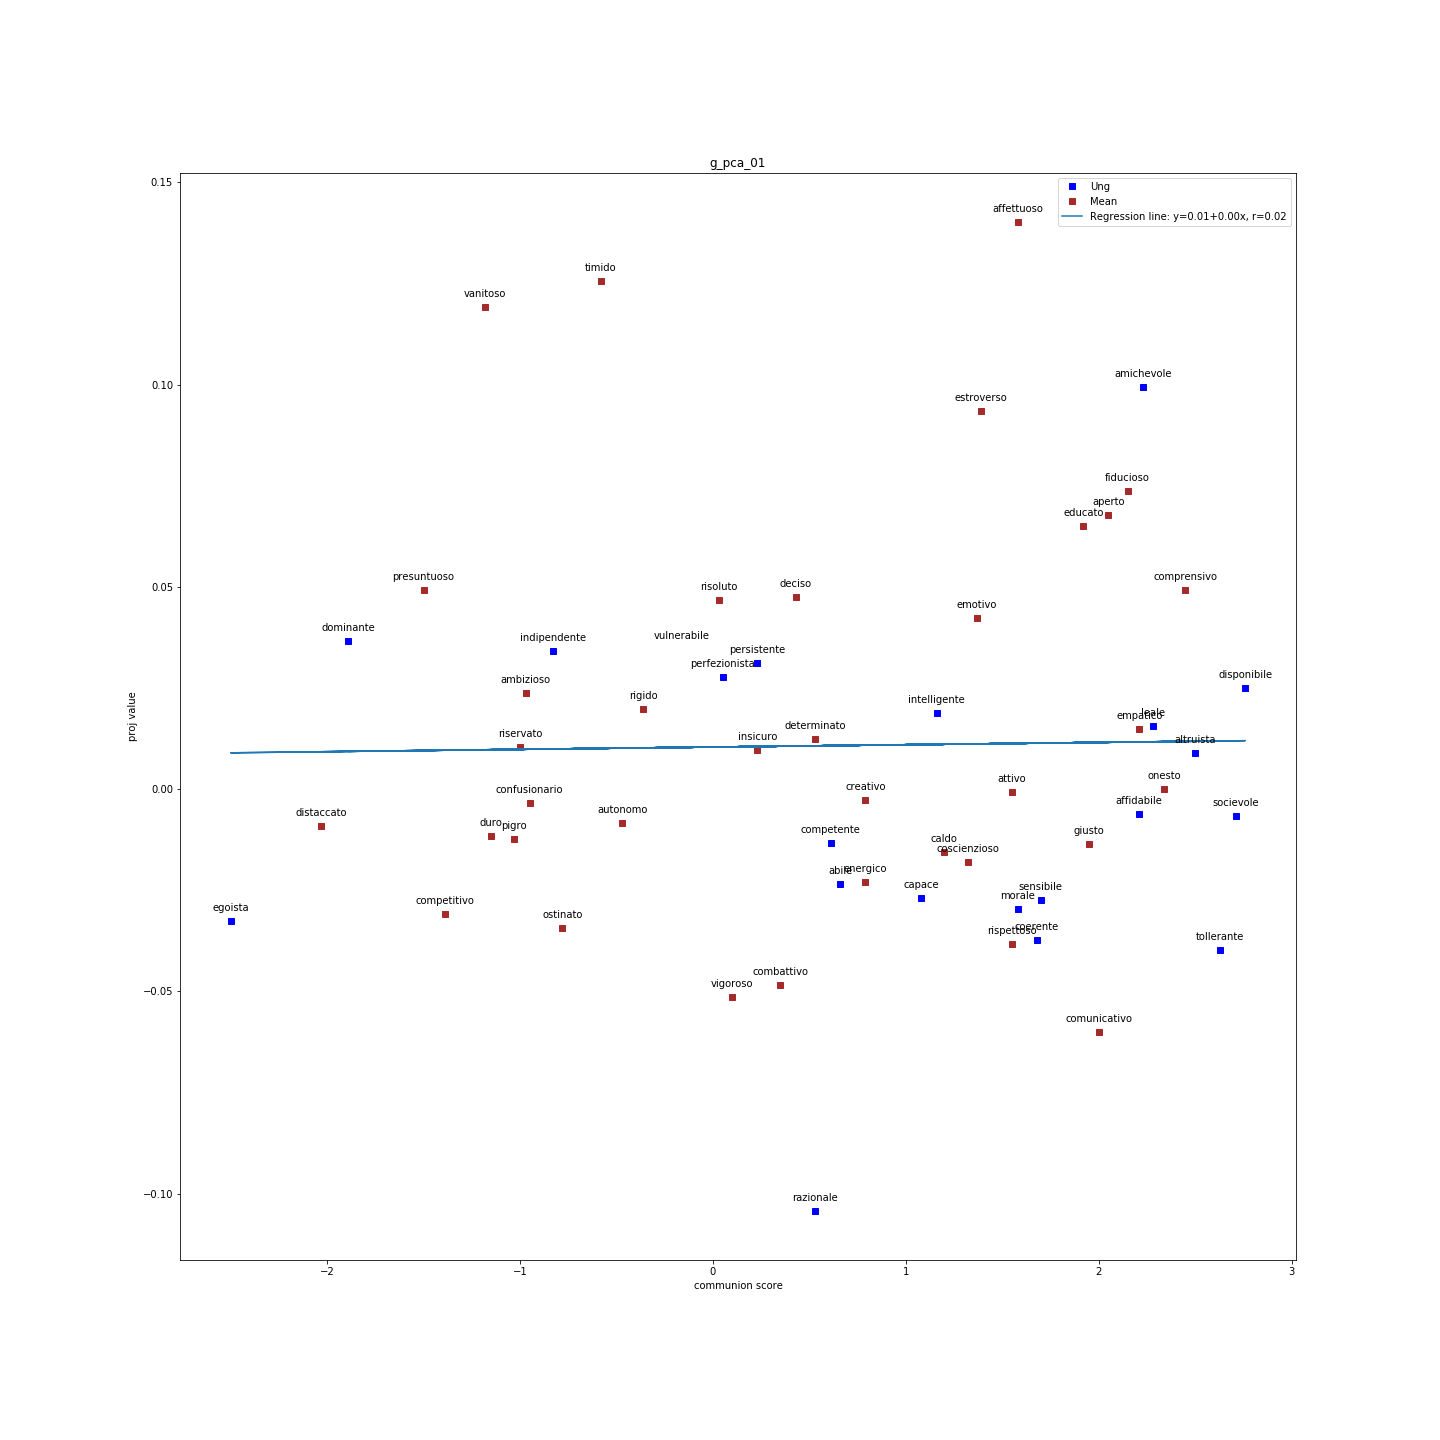 g_pca_01
Ung
Mean
Regression line: y=0.01+0.00x, r=0.02
0.15
0.10
0.05
0.00
−0.05
−0.10
proj value
affettuoso
timido
vanitoso
amichevole
estroverso
fiducioso
aperto
educato
presuntuoso
comprensivo
risoluto
deciso
emotivo
dominante
indipendente
vulnerabile
persistente
perfezionista
disponibile
ambizioso
rigido
intelligente
leale
empatico
determinato
riservato
insicuro
altruista
confusionario
creativo
attivo
onesto
distaccato
autonomo
affidabile
socievole
duro
pigro
competente
giusto
caldo
coscienzioso
abile
energico
capace
sensibile
morale
egoista
competitivo
ostinato
rispettoso
coerente
tollerante
vigoroso
combattivo
comunicativo
razionale
−2
−1
0
1
2
3
communion score